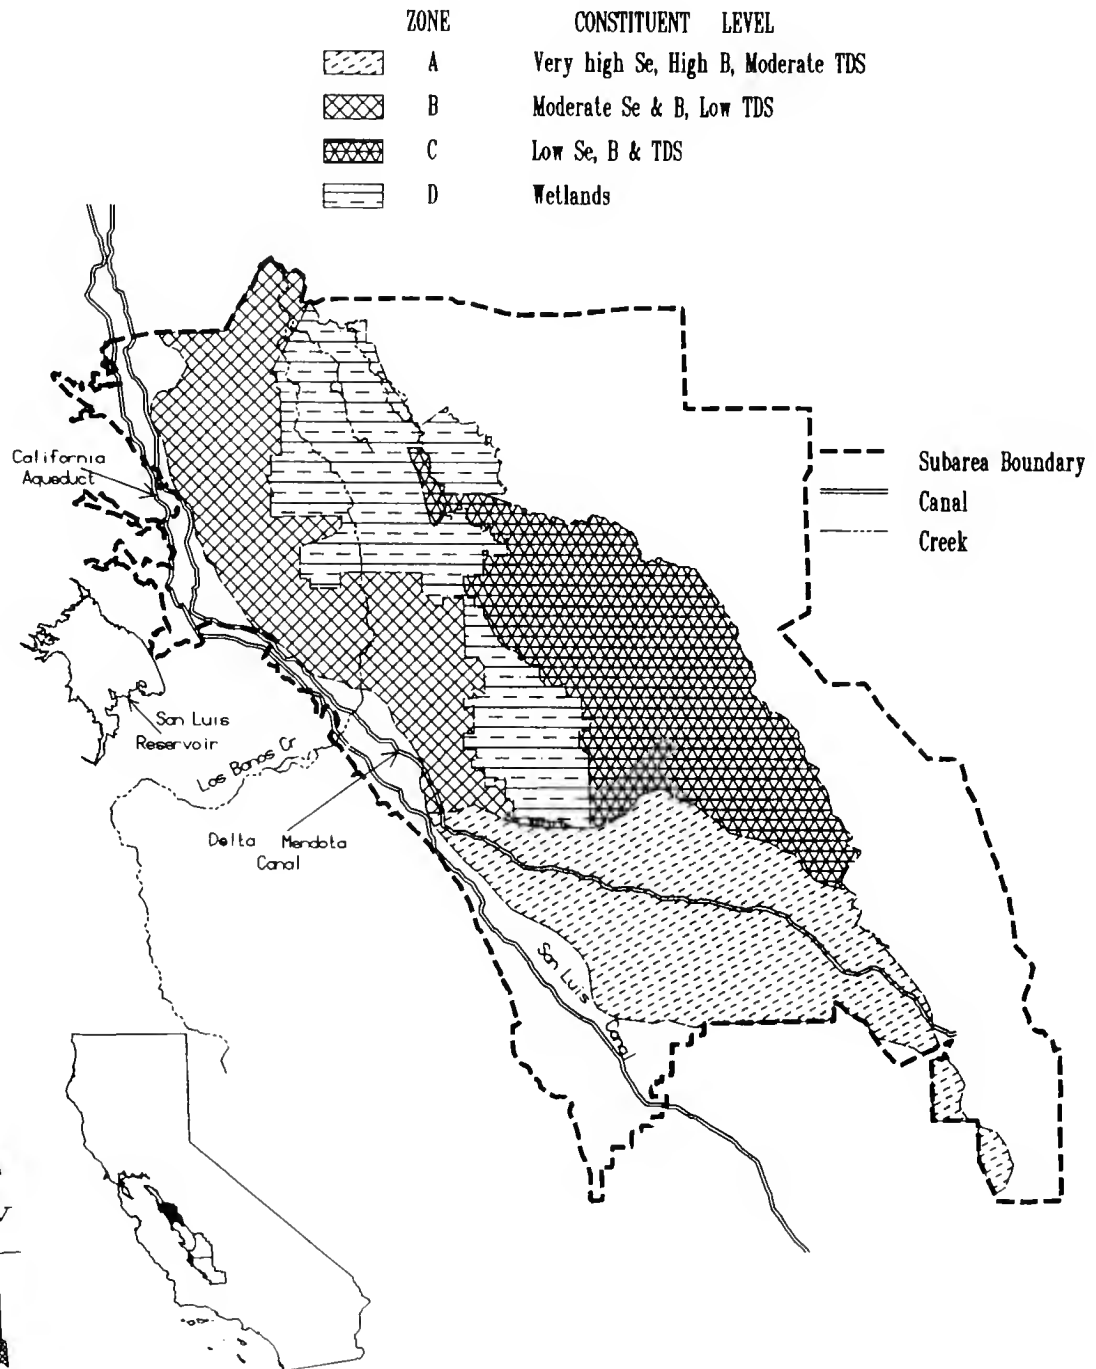 ZONE CONSTITUENT LEVEL
A Very high Se, High B, Moderate TDS
B Moderate Se & B, Low TDS
C Low Se, B & TDS
D Wetlands
California
Aqueduct
Subarea Boundary
Canal
Creek
San Luis
Reservoir
Los Banos Cr
Delta Mendota
Canal
San Luis Canal